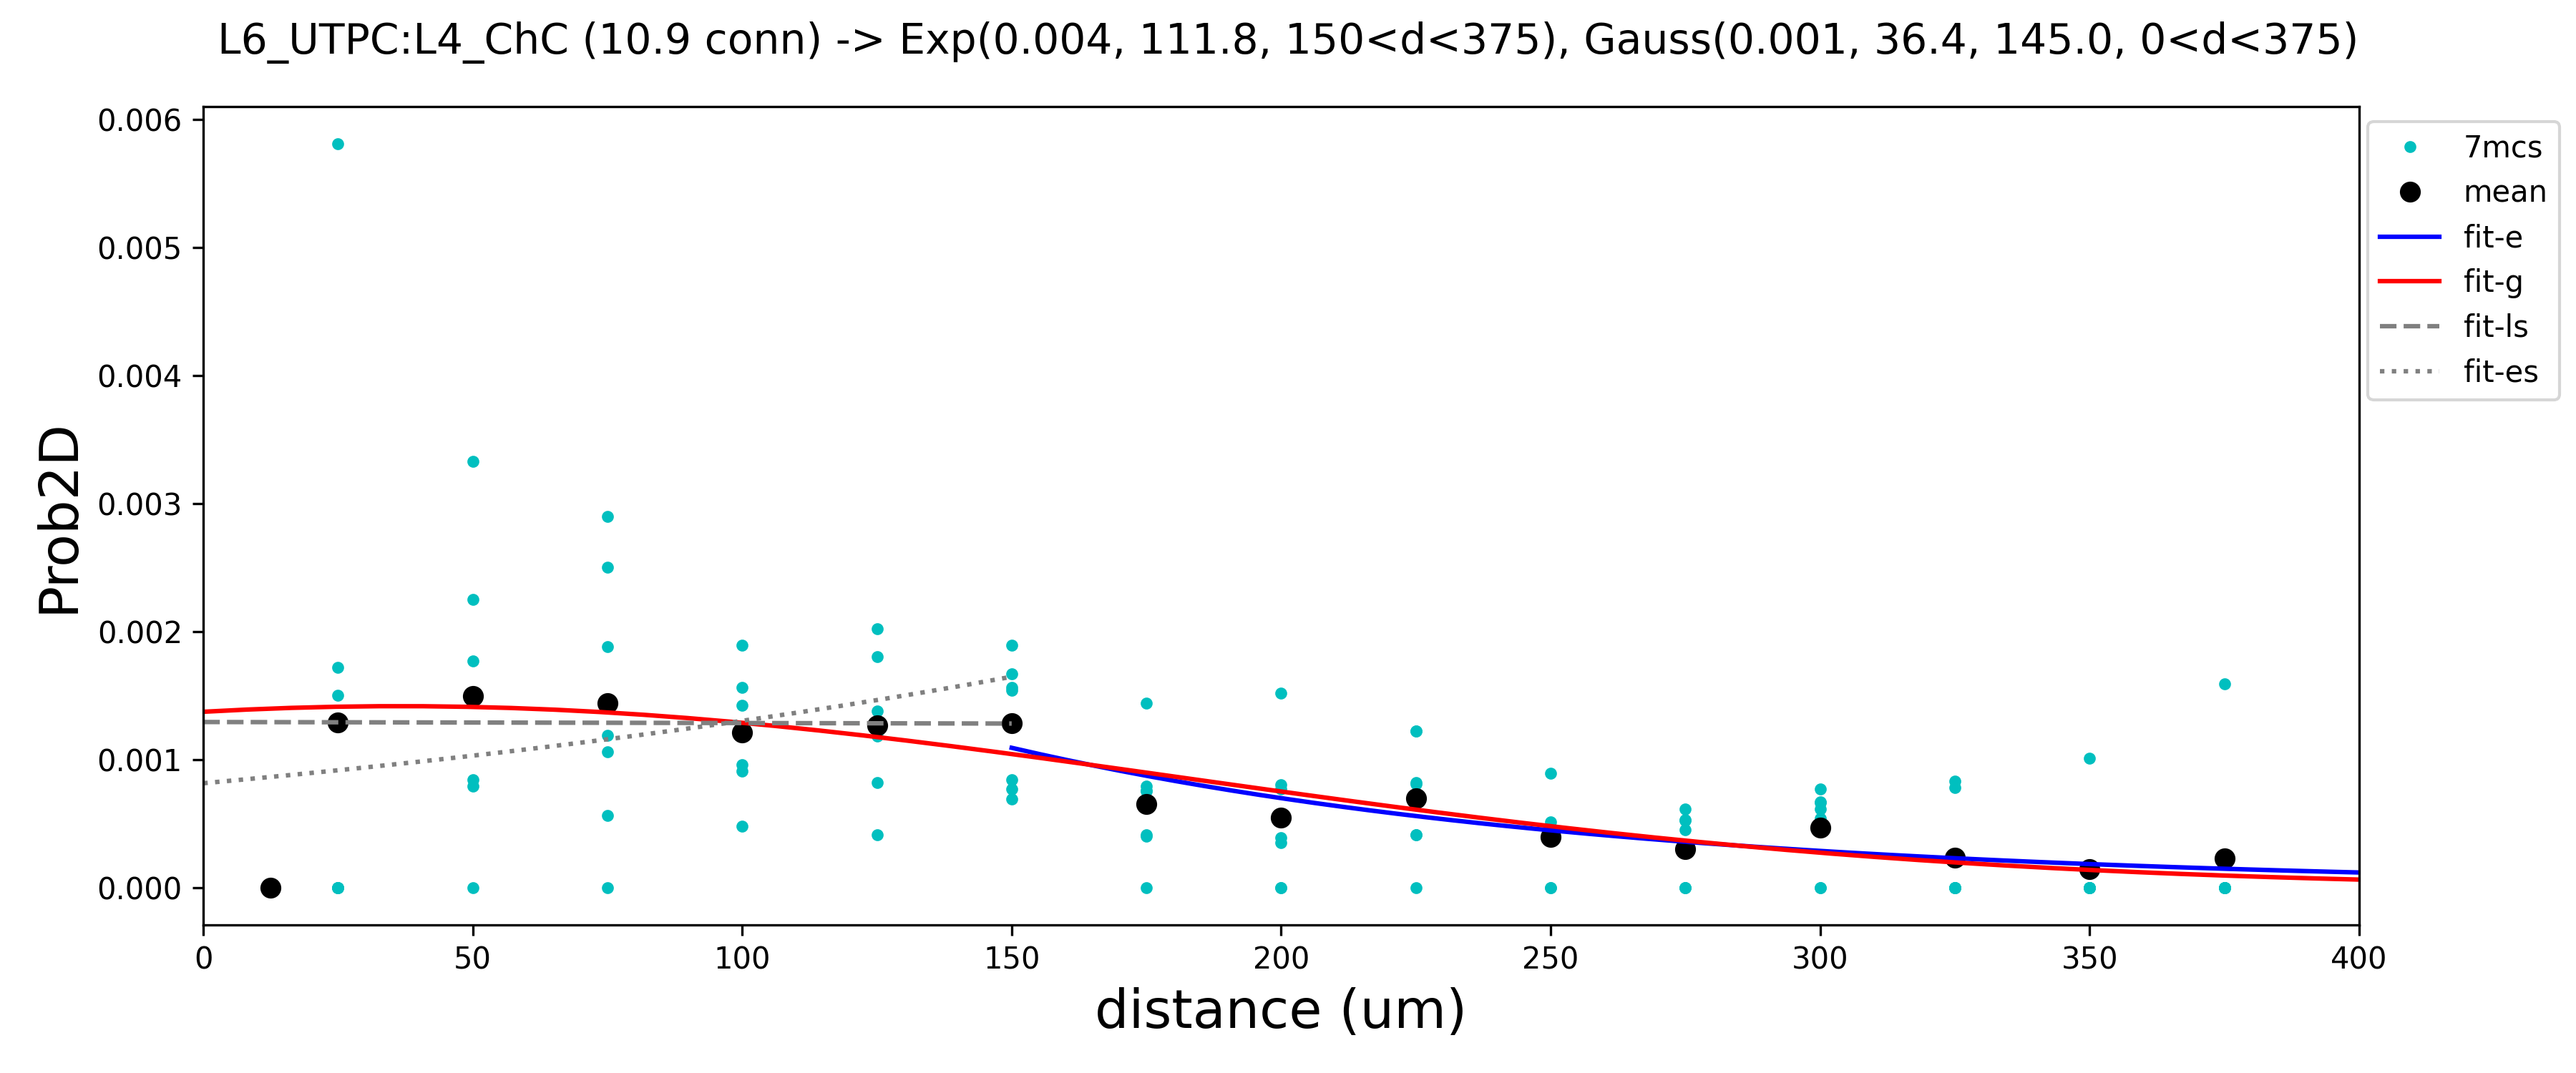 L6_UTPC:L4_ChC (10.9 conn) -> Exp(0.004, 111.8, 150<d<375), Gauss(0.001, 36.4, 145.0, 0<d<375)
0.006
0.005
0.004
0.003
0.002
0.001
0.000
Prob2D
0 50 100 150 200 250 300 350 400
distance (um)
7mcs
mean
fit-e
fit-g
fit-ls
fit-es